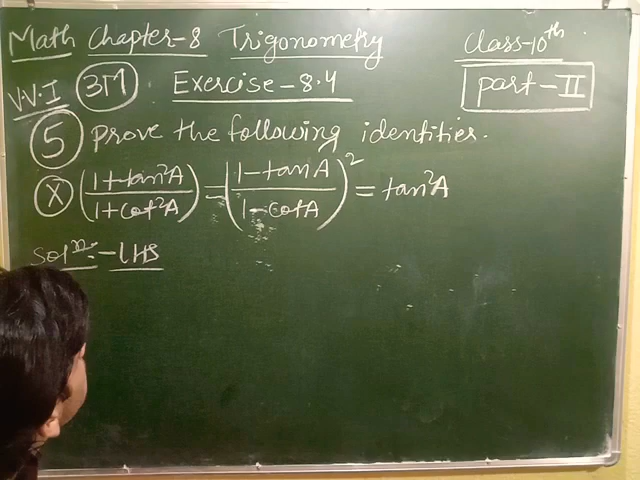 Math Chapter-8 Trigonometry Class-10th
V.V.I 3M Exercise-8.4 part-II
5 prove the following identities.
(X) ((1+tan²A)/(1+cot²A)) = ((1-tanA)/(1-cotA))² = tan²A
Solⁿ:- LHS